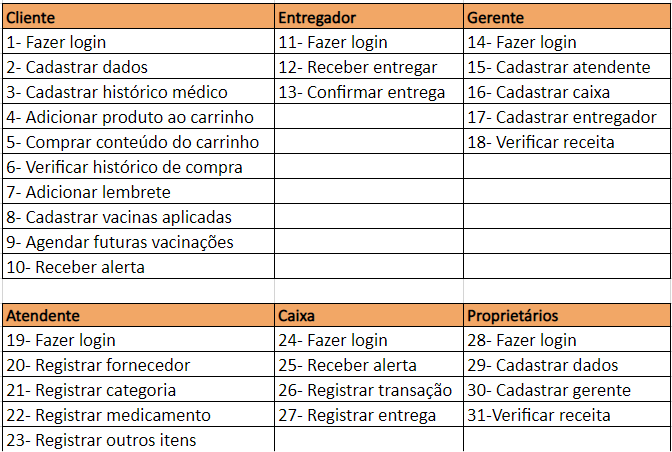 Cliente Entregador Gerente
1- Fazer login 11- Fazer login 14- Fazer login
2- Cadastrar dados 12- Receber entregar 15- Cadastrar atendente
3- Cadastrar histórico médico 13- Confirmar entrega 16- Cadastrar caixa
4- Adicionar produto ao carrinho 17- Cadastrar entregador
5- Comprar conteúdo do carrinho 18- Verificar receita
6- Verificar histórico de compra
7- Adicionar lembrete
8- Cadastrar vacinas aplicadas
9- Agendar futuras vacinações
10- Receber alerta
Atendente Caixa Proprietários
19- Fazer login 24- Fazer login 28- Fazer login
20- Registrar fornecedor 25- Receber alerta 29- Cadastrar dados
21- Registrar categoria 26- Registrar transação 30- Cadastrar gerente
22- Registrar medicamento 27- Registrar entrega 31-Verificar receita
23- Registrar outros itens